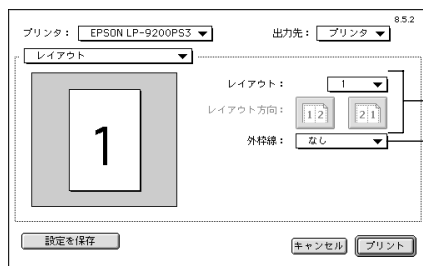 8.5.2
プリンタ： EPSON LP-9200PS3 出力先： プリンタ
レイアウト
レイアウト： 1
レイアウト方向： 1 2 2 1
外枠線： なし
1
設定を保存 キャンセル プリント